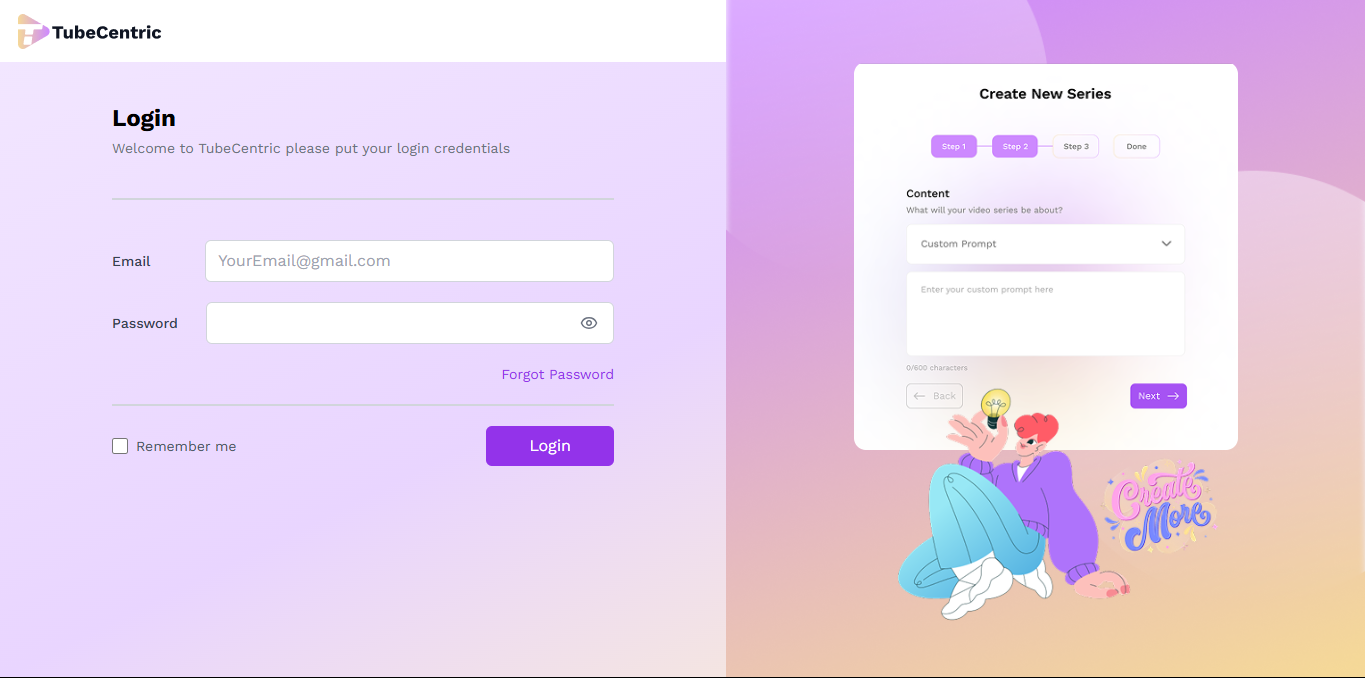 TubeCentric
Login
Welcome to TubeCentric please put your login credentials
Email
YourEmail@gmail.com
Password
Forgot Password
Remember me
Login
Create New Series
Step 1
Step 2
Step 3
Done
Content
What will your video series be about?
Custom Prompt
Enter your custom prompt here
0/600 characters
Back
Next
Create
More